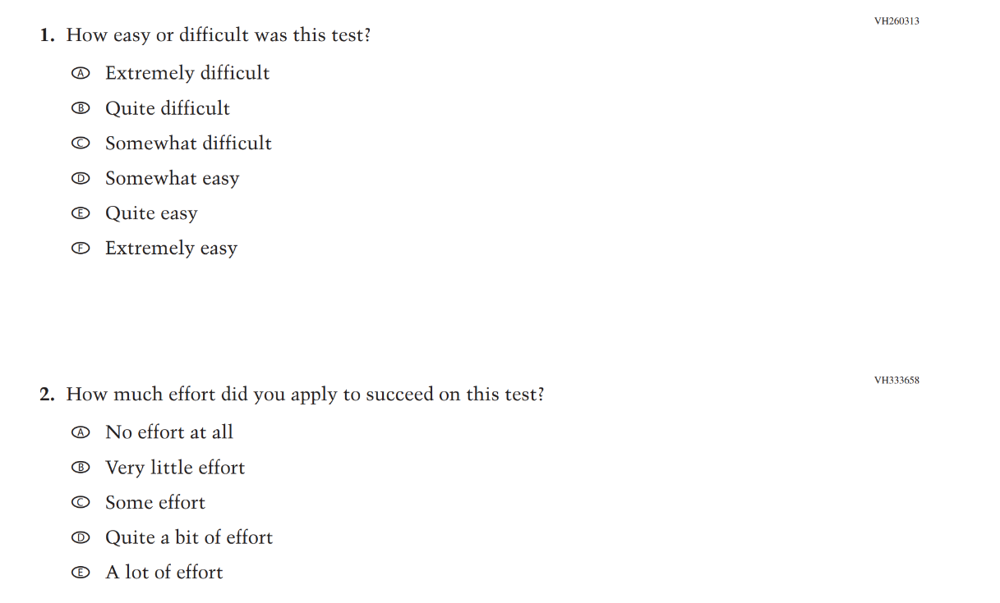 VH260313
1. How easy or difficult was this test?
A Extremely difficult
B Quite difficult
C Somewhat difficult
D Somewhat easy
E Quite easy
F Extremely easy
VH333658
2. How much effort did you apply to succeed on this test?
A No effort at all
B Very little effort
C Some effort
D Quite a bit of effort
E A lot of effort